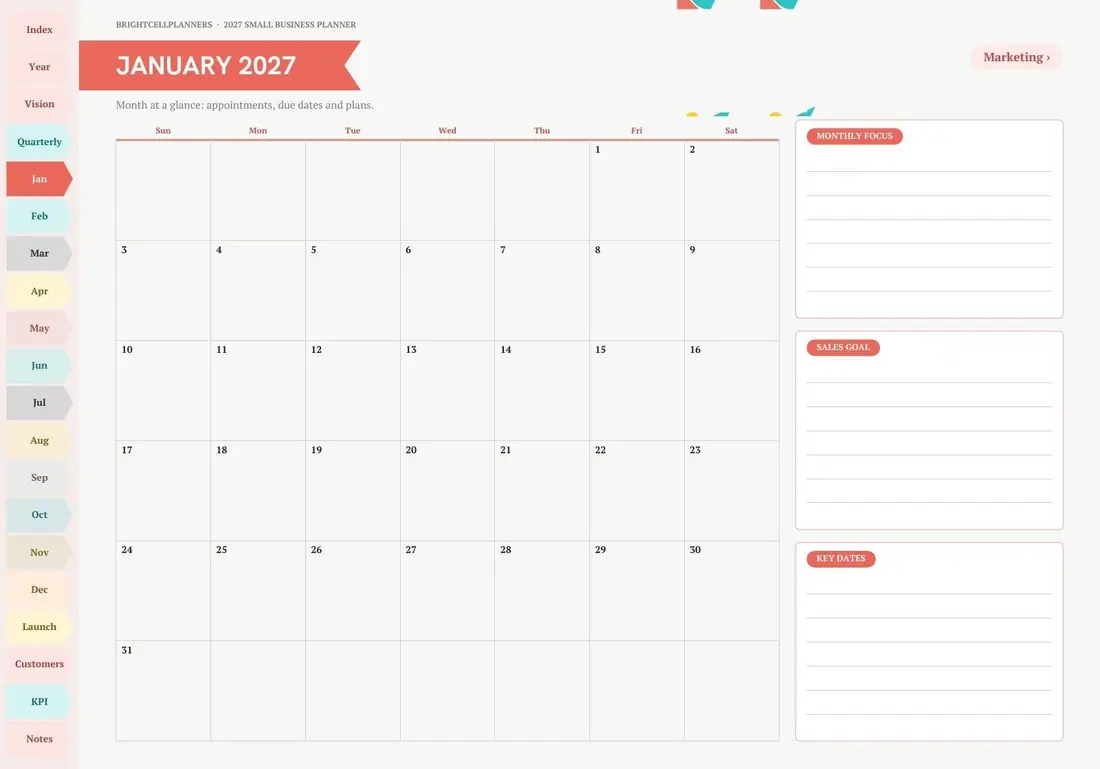 Index
Year
Vision
Quarterly
Jan
Feb
Mar
Apr
May
Jun
Jul
Aug
Sep
Oct
Nov
Dec
Launch
Customers
KPI
Notes
BRIGHTCELLPLANNERS · 2027 SMALL BUSINESS PLANNER
JANUARY 2027
Marketing ›
Month at a glance: appointments, due dates and plans.
Sun Mon Tue Wed Thu Fri Sat
1 2
3 4 5 6 7 8 9
10 11 12 13 14 15 16
17 18 19 20 21 22 23
24 25 26 27 28 29 30
31
MONTHLY FOCUS
SALES GOAL
KEY DATES